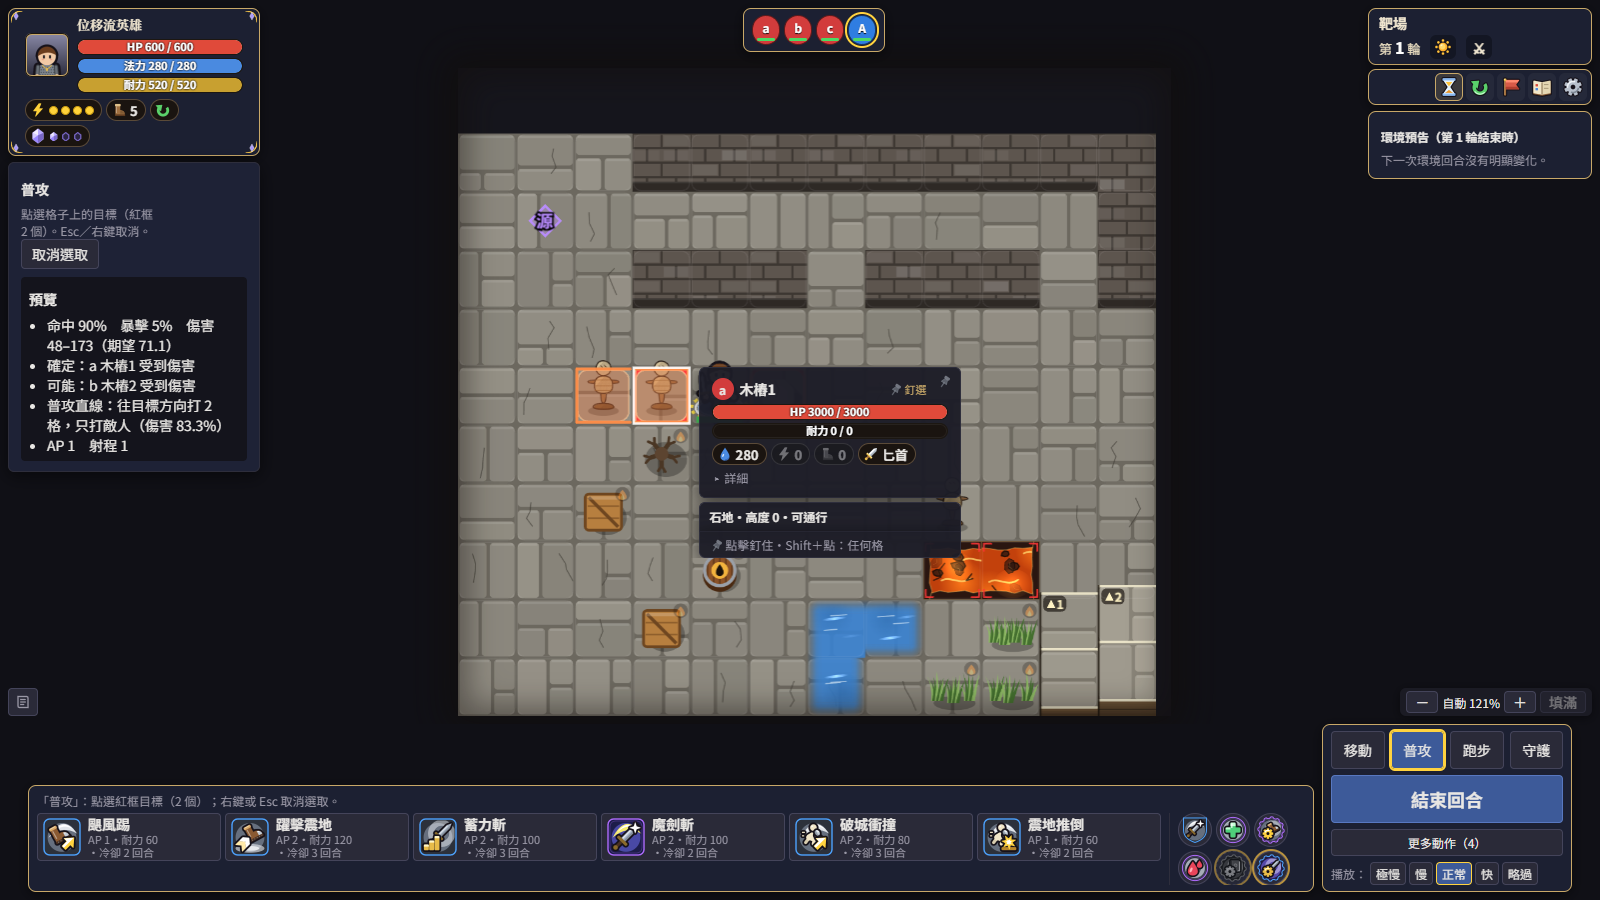 位移流英雄
HP 600 / 600
法力 280 / 280
耐力 520 / 520
5
普攻
點選格子上的目標（紅框
2 個）。Esc／右鍵取消。
取消選取
預覽
命中 90%　暴擊 5%　傷害
48–173（期望 71.1）
確定：a 木樁1 受到傷害
可能：b 木樁2 受到傷害
普攻直線：往目標方向打 2
格，只打敵人（傷害 83.3%）
AP 1　射程 1
a b c A
靶場
第 1 輪
環境預告（第 1 輪結束時）
下一次環境回合沒有明顯變化。
源
a 木樁1 釘選
HP 3000 / 3000
耐力 0 / 0
280 0 0 匕首
▸ 詳細
石地・高度 0・可通行
點擊釘住・Shift＋點：任何格
▲1
▲2
− 自動 121% + 填滿
移動 普攻 跑步 守護
結束回合
更多動作（4）
播放： 極慢 慢 正常 快 略過
「普攻」：點選紅框目標（2 個）；右鍵或 Esc 取消選取。
颶風踢
AP 1・耐力 60
・冷卻 2 回合
躍擊震地
AP 2・耐力 120
・冷卻 3 回合
蓄力斬
AP 2・耐力 100
・冷卻 3 回合
魔劍斬
AP 2・耐力 100
・冷卻 2 回合
破城衝撞
AP 2・耐力 80
・冷卻 3 回合
震地推倒
AP 1・耐力 60
・冷卻 2 回合